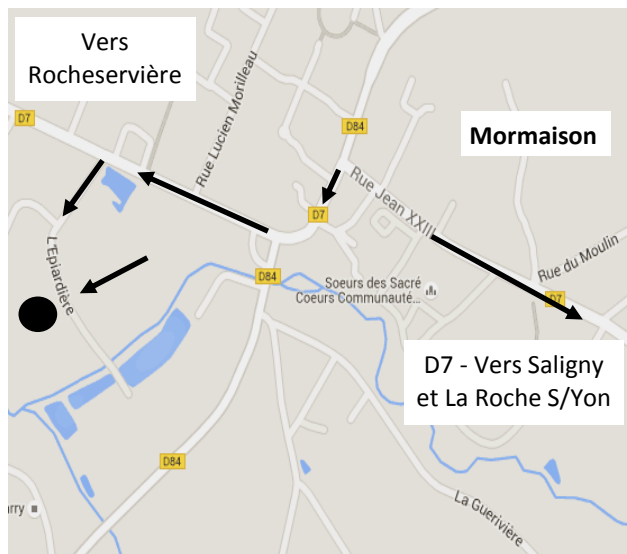 Vers
Rocheservière
D7
Rue Lucien Morilleau
D84
Mormaison
Rue Jean XXIII
D7
L'Epiardière
D84
Soeurs des Sacré
Coeurs Communauté...
Rue du Moulin
D7
D7 - Vers Saligny
et La Roche S/Yon
D84
La Guerivière
arry